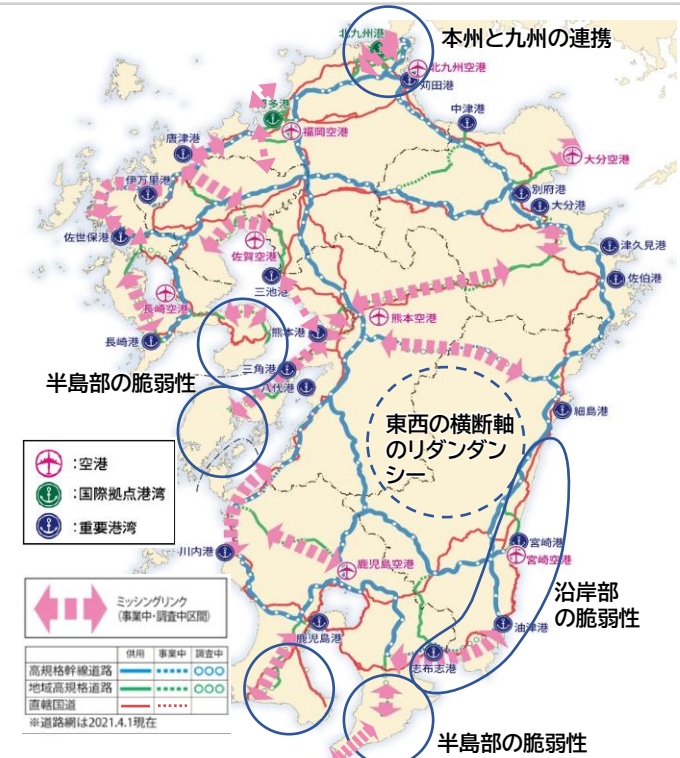 本州と九州の連携
北九州港
北九州空港
苅田港
中津港
福岡空港
唐津港
大分空港
伊万里港
別府港
大分港
佐世保港
津久見港
佐賀空港
佐伯港
三池港
長崎空港
熊本港
熊本空港
長崎港
三角港
半島部の脆弱性
八代港
細島港
東西の横断軸
のリダンダン
シー
:空港
:国際拠点港湾
:重要港湾
宮崎港
川内港
宮崎空港
鹿児島空港
沿岸部
の脆弱性
ミッシングリンク
(事業中・調査中区間)
油津港
鹿児島港
志布志港
供用 事業中 調査中
高規格幹線道路
地域高規格道路
直轄国道
※道路網は2021.4.1現在
半島部の脆弱性